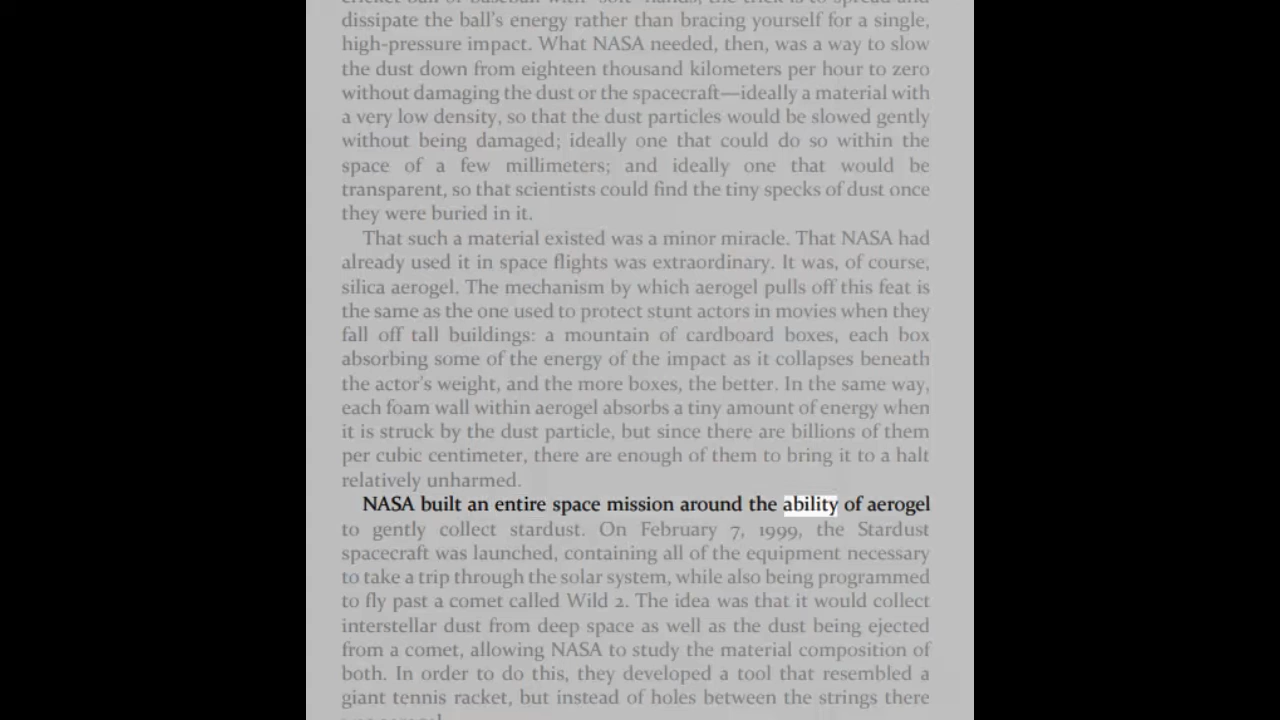 dissipate the ball's energy rather than bracing yourself for a single,
high-pressure impact. What NASA needed, then, was a way to slow
the dust down from eighteen thousand kilometers per hour to zero
without damaging the dust or the spacecraft—ideally a material with
a very low density, so that the dust particles would be slowed gently
without being damaged; ideally one that could do so within the
space of a few millimeters; and ideally one that would be
transparent, so that scientists could find the tiny specks of dust once
they were buried in it.
That such a material existed was a minor miracle. That NASA had
already used it in space flights was extraordinary. It was, of course,
silica aerogel. The mechanism by which aerogel pulls off this feat is
the same as the one used to protect stunt actors in movies when they
fall off tall buildings: a mountain of cardboard boxes, each box
absorbing some of the energy of the impact as it collapses beneath
the actor's weight, and the more boxes, the better. In the same way,
each foam wall within aerogel absorbs a tiny amount of energy when
it is struck by the dust particle, but since there are billions of them
per cubic centimeter, there are enough of them to bring it to a halt
relatively unharmed.
NASA built an entire space mission around the ability of aerogel
to gently collect stardust. On February 7, 1999, the Stardust
spacecraft was launched, containing all of the equipment necessary
to take a trip through the solar system, while also being programmed
to fly past a comet called Wild 2. The idea was that it would collect
interstellar dust from deep space as well as the dust being ejected
from a comet, allowing NASA to study the material composition of
both. In order to do this, they developed a tool that resembled a
giant tennis racket, but instead of holes between the strings there